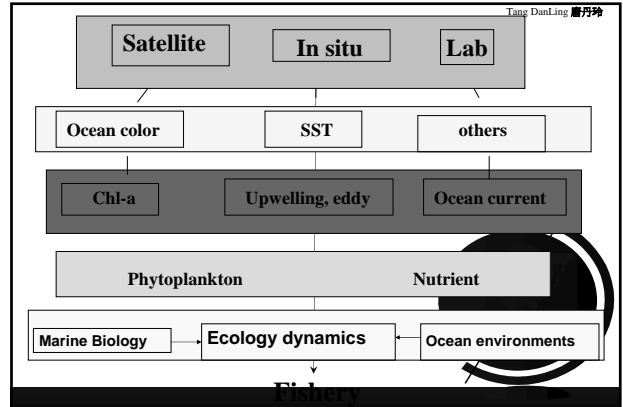 Tang DanLing 唐丹玲
Satellite In situ Lab
Ocean color SST others
Chl-a Upwelling, eddy Ocean current
Phytoplankton Nutrient
Marine Biology Ecology dynamics Ocean environments
Fishery